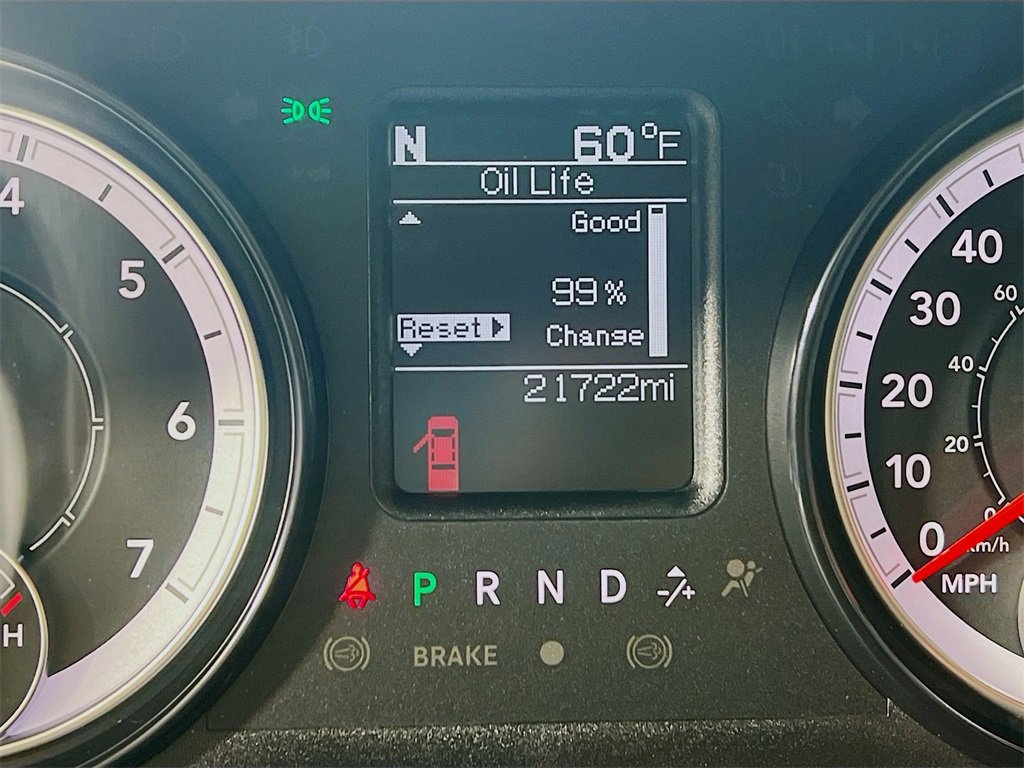 N 60°F
Oil Life
Good
99%
Reset
Change
21722mi
4
5
6
7
H
40
30
20
10
0
MPH
60
40
20
0
km/h
P R N D -/+
BRAKE